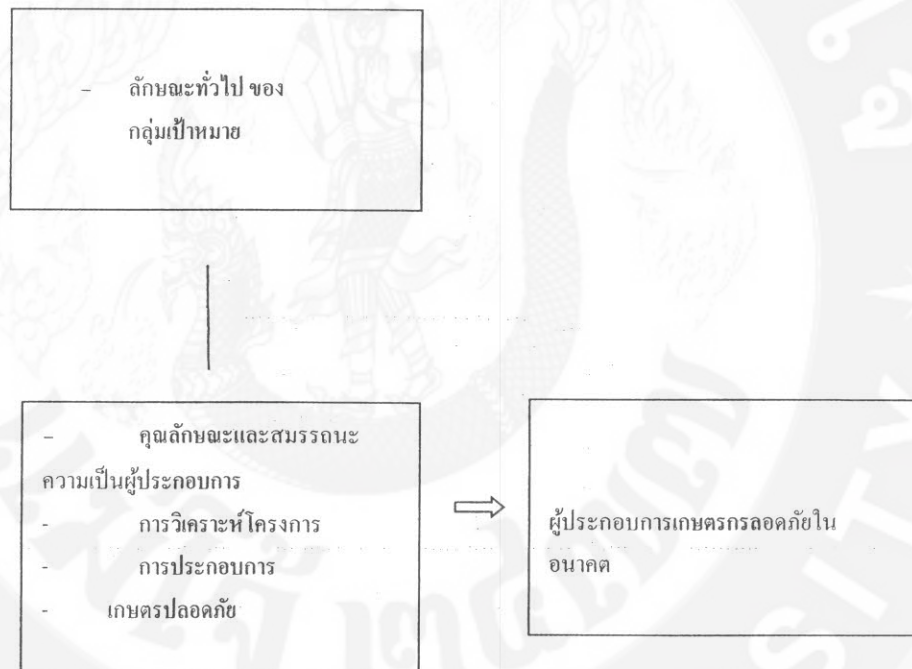 - ลักษณะทั่วไป ของ
กลุ่มเป้าหมาย
- คุณลักษณะและสมรรถนะ
ความเป็นผู้ประกอบการ
- การวิเคราะห์โครงการ
- การประกอบการ
- เกษตรปลอดภัย
ผู้ประกอบการเกษตรกรลอดภัยใน
อนาคต